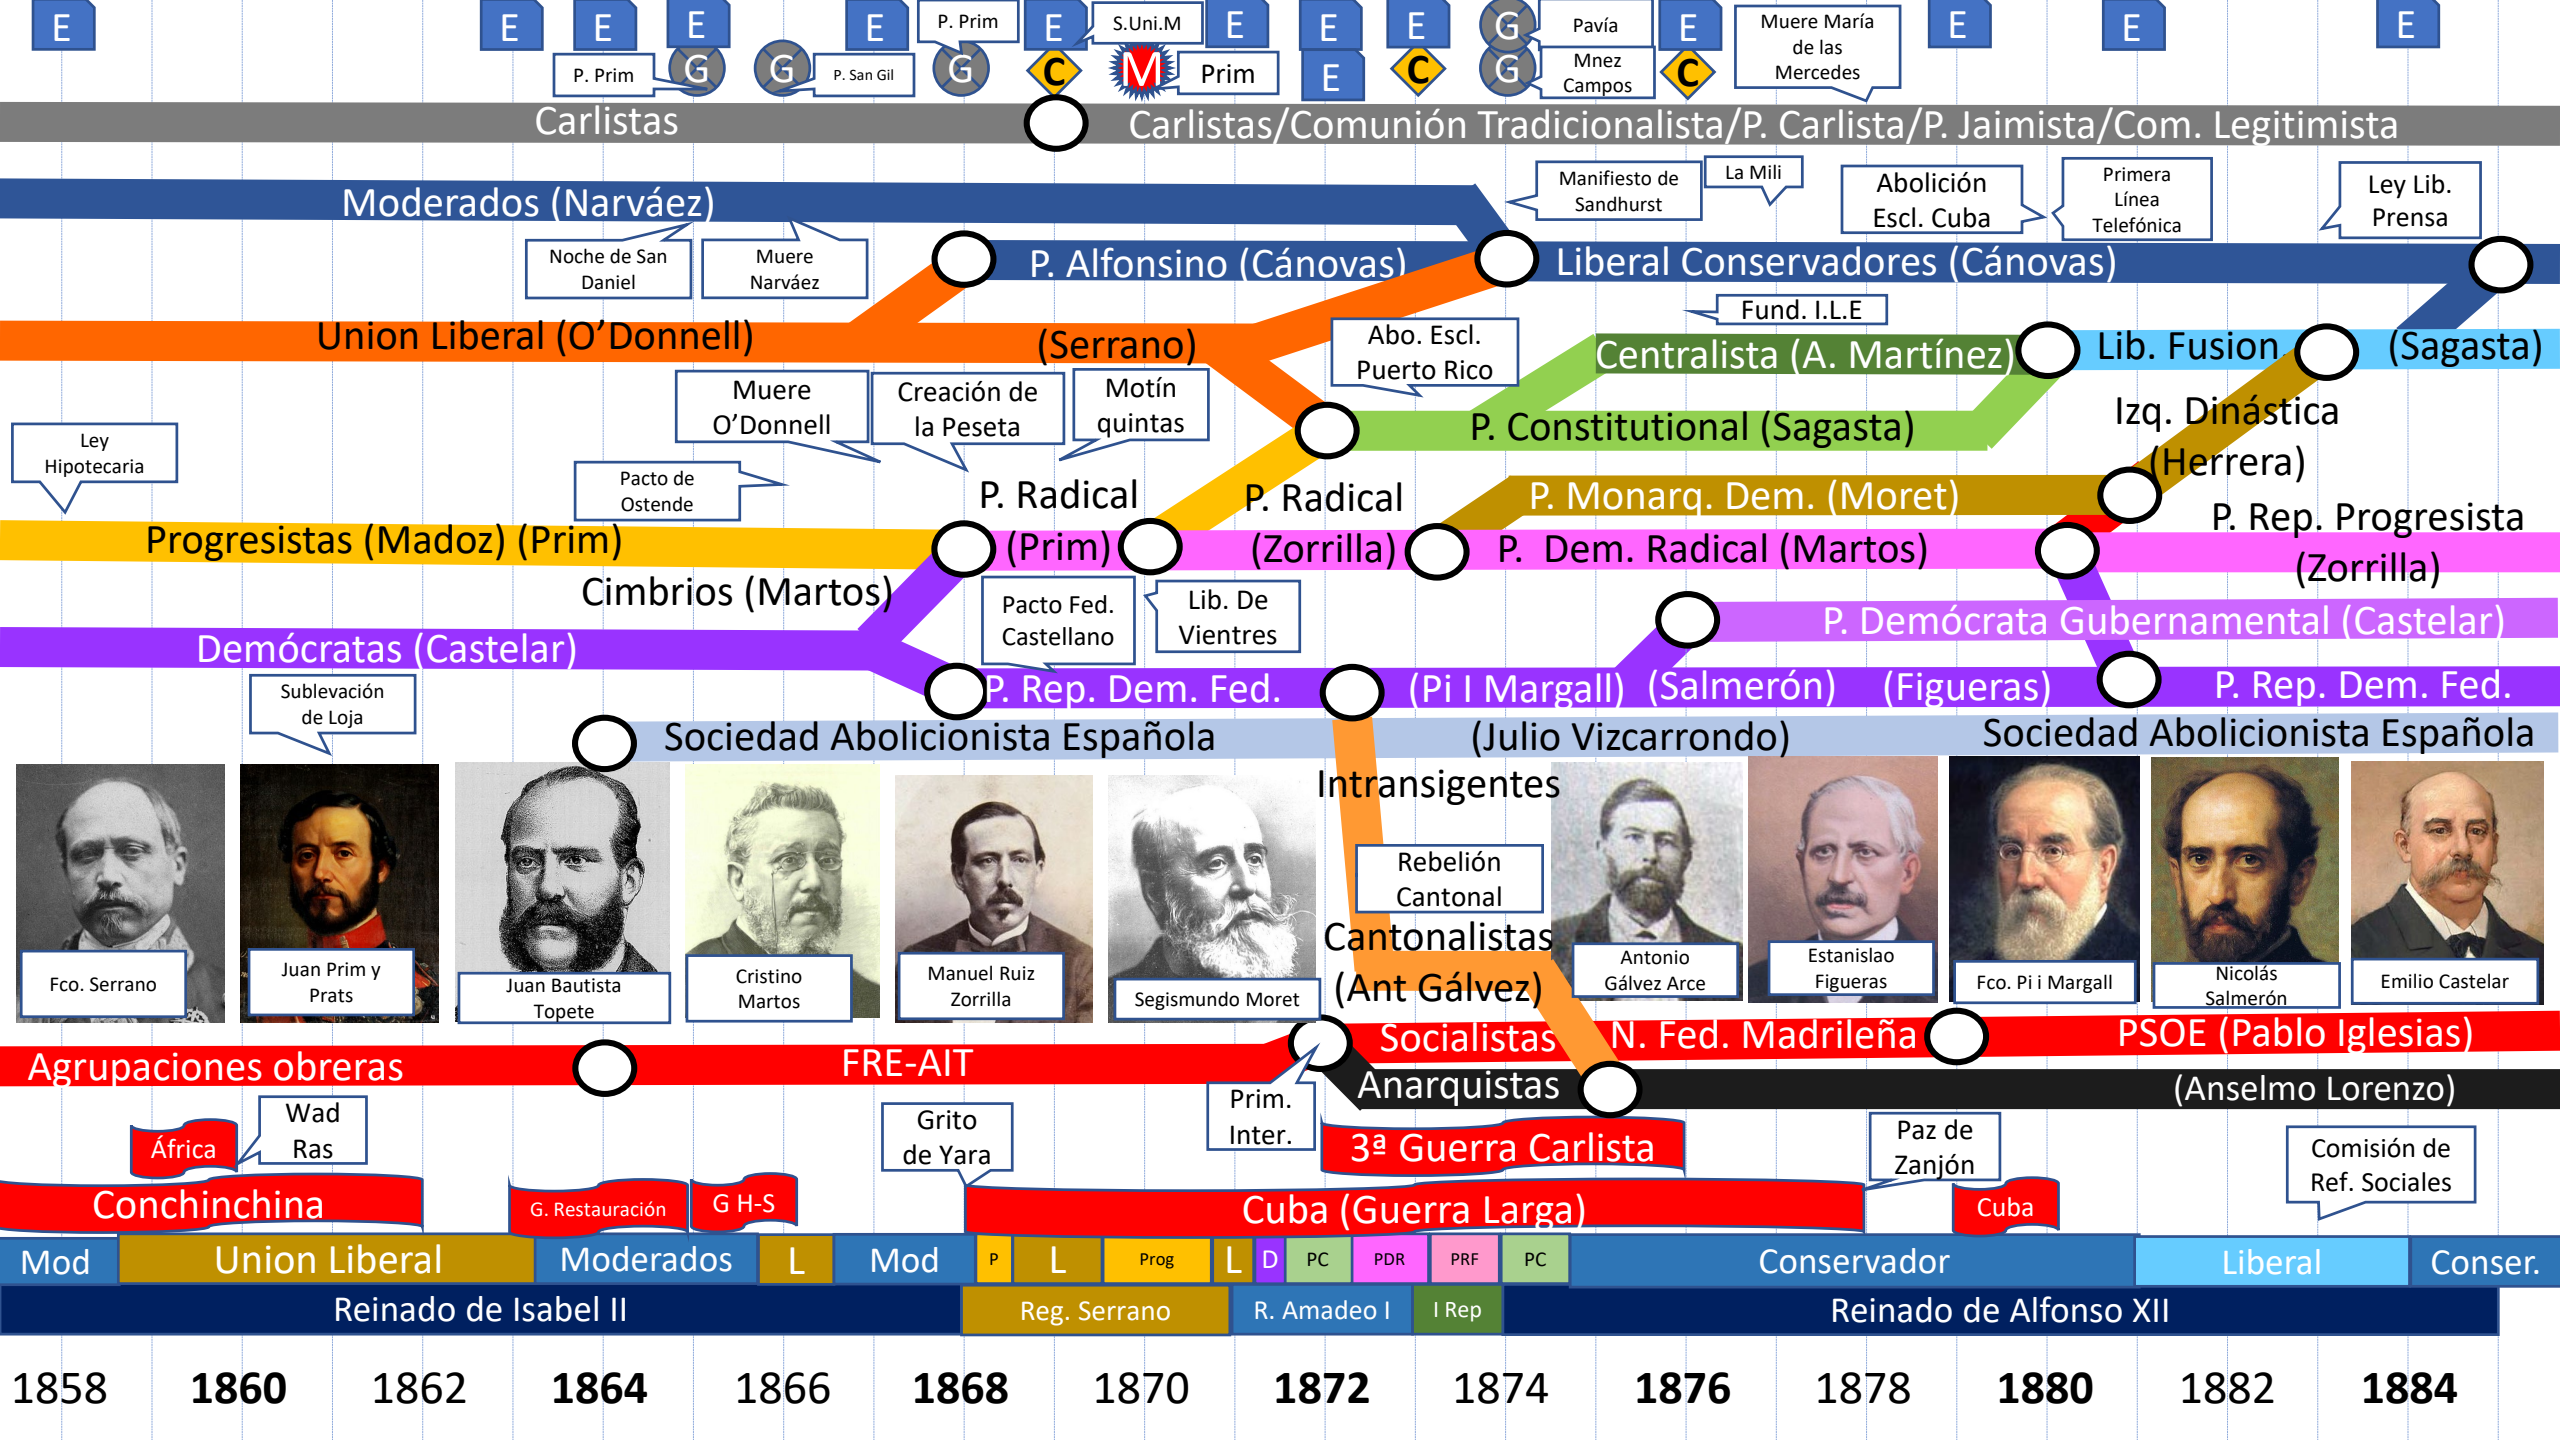 E
E
E
E
E
E
E
E
E
E
E
E
E
E
G
G
G
G
G
C
C
C
M
P. Prim
P. San Gil
P. Prim
S.Uni.M
Prim
Pavía
Mnez
Campos
Muere María
de las
Mercedes
Carlistas
Carlistas/Comunión Tradicionalista/P. Carlista/P. Jaimista/Com. Legitimista
Moderados (Narváez)
Manifiesto de
Sandhurst
La Mili
Abolición
Escl. Cuba
Primera
Línea
Telefónica
Ley Lib.
Prensa
Noche de San
Daniel
Muere
Narváez
P. Alfonsino (Cánovas)
Liberal Conservadores (Cánovas)
Fund. I.L.E
Union Liberal (O’Donnell)
(Serrano)
Abo. Escl.
Puerto Rico
Centralista (A. Martínez)
Lib. Fusion.
(Sagasta)
Muere
O’Donnell
Creación de
la Peseta
Motín
quintas
P. Constitutional (Sagasta)
Izq. Dinástica
(Herrera)
Ley
Hipotecaria
Pacto de
Ostende
P. Radical
(Prim)
P. Radical
(Zorrilla)
P. Monarq. Dem. (Moret)
Progresistas (Madoz) (Prim)
P. Dem. Radical (Martos)
P. Rep. Progresista
(Zorrilla)
Cimbrios (Martos)
Pacto Fed.
Castellano
Lib. De
Vientres
Demócratas (Castelar)
P. Demócrata Gubernamental (Castelar)
P. Rep. Dem. Fed.
(Pi I Margall)
(Salmerón)
(Figueras)
P. Rep. Dem. Fed.
Sublevación
de Loja
Sociedad Abolicionista Española
(Julio Vizcarrondo)
Sociedad Abolicionista Española
Intransigentes
Rebelión
Cantonal
Cantonalistas
(Ant Gálvez)
Fco. Serrano
Juan Prim y
Prats
Juan Bautista
Topete
Cristino
Martos
Manuel Ruiz
Zorrilla
Segismundo Moret
Antonio
Gálvez Arce
Estanislao
Figueras
Fco. Pi i Margall
Nicolás
Salmerón
Emilio Castelar
Agrupaciones obreras
FRE-AIT
Socialistas
N. Fed. Madrileña
PSOE (Pablo Iglesias)
Anarquistas
(Anselmo Lorenzo)
Prim.
Inter.
África
Wad
Ras
Grito
de Yara
3ª Guerra Carlista
Paz de
Zanjón
Comisión de
Ref. Sociales
Conchinchina
G. Restauración
G H-S
Cuba (Guerra Larga)
Cuba
Mod
Union Liberal
Moderados
L
Mod
P
L
Prog
L
D
PC
PDR
PRF
PC
Conservador
Liberal
Conser.
Reinado de Isabel II
Reg. Serrano
R. Amadeo I
I Rep
Reinado de Alfonso XII
1858
1860
1862
1864
1866
1868
1870
1872
1874
1876
1878
1880
1882
1884